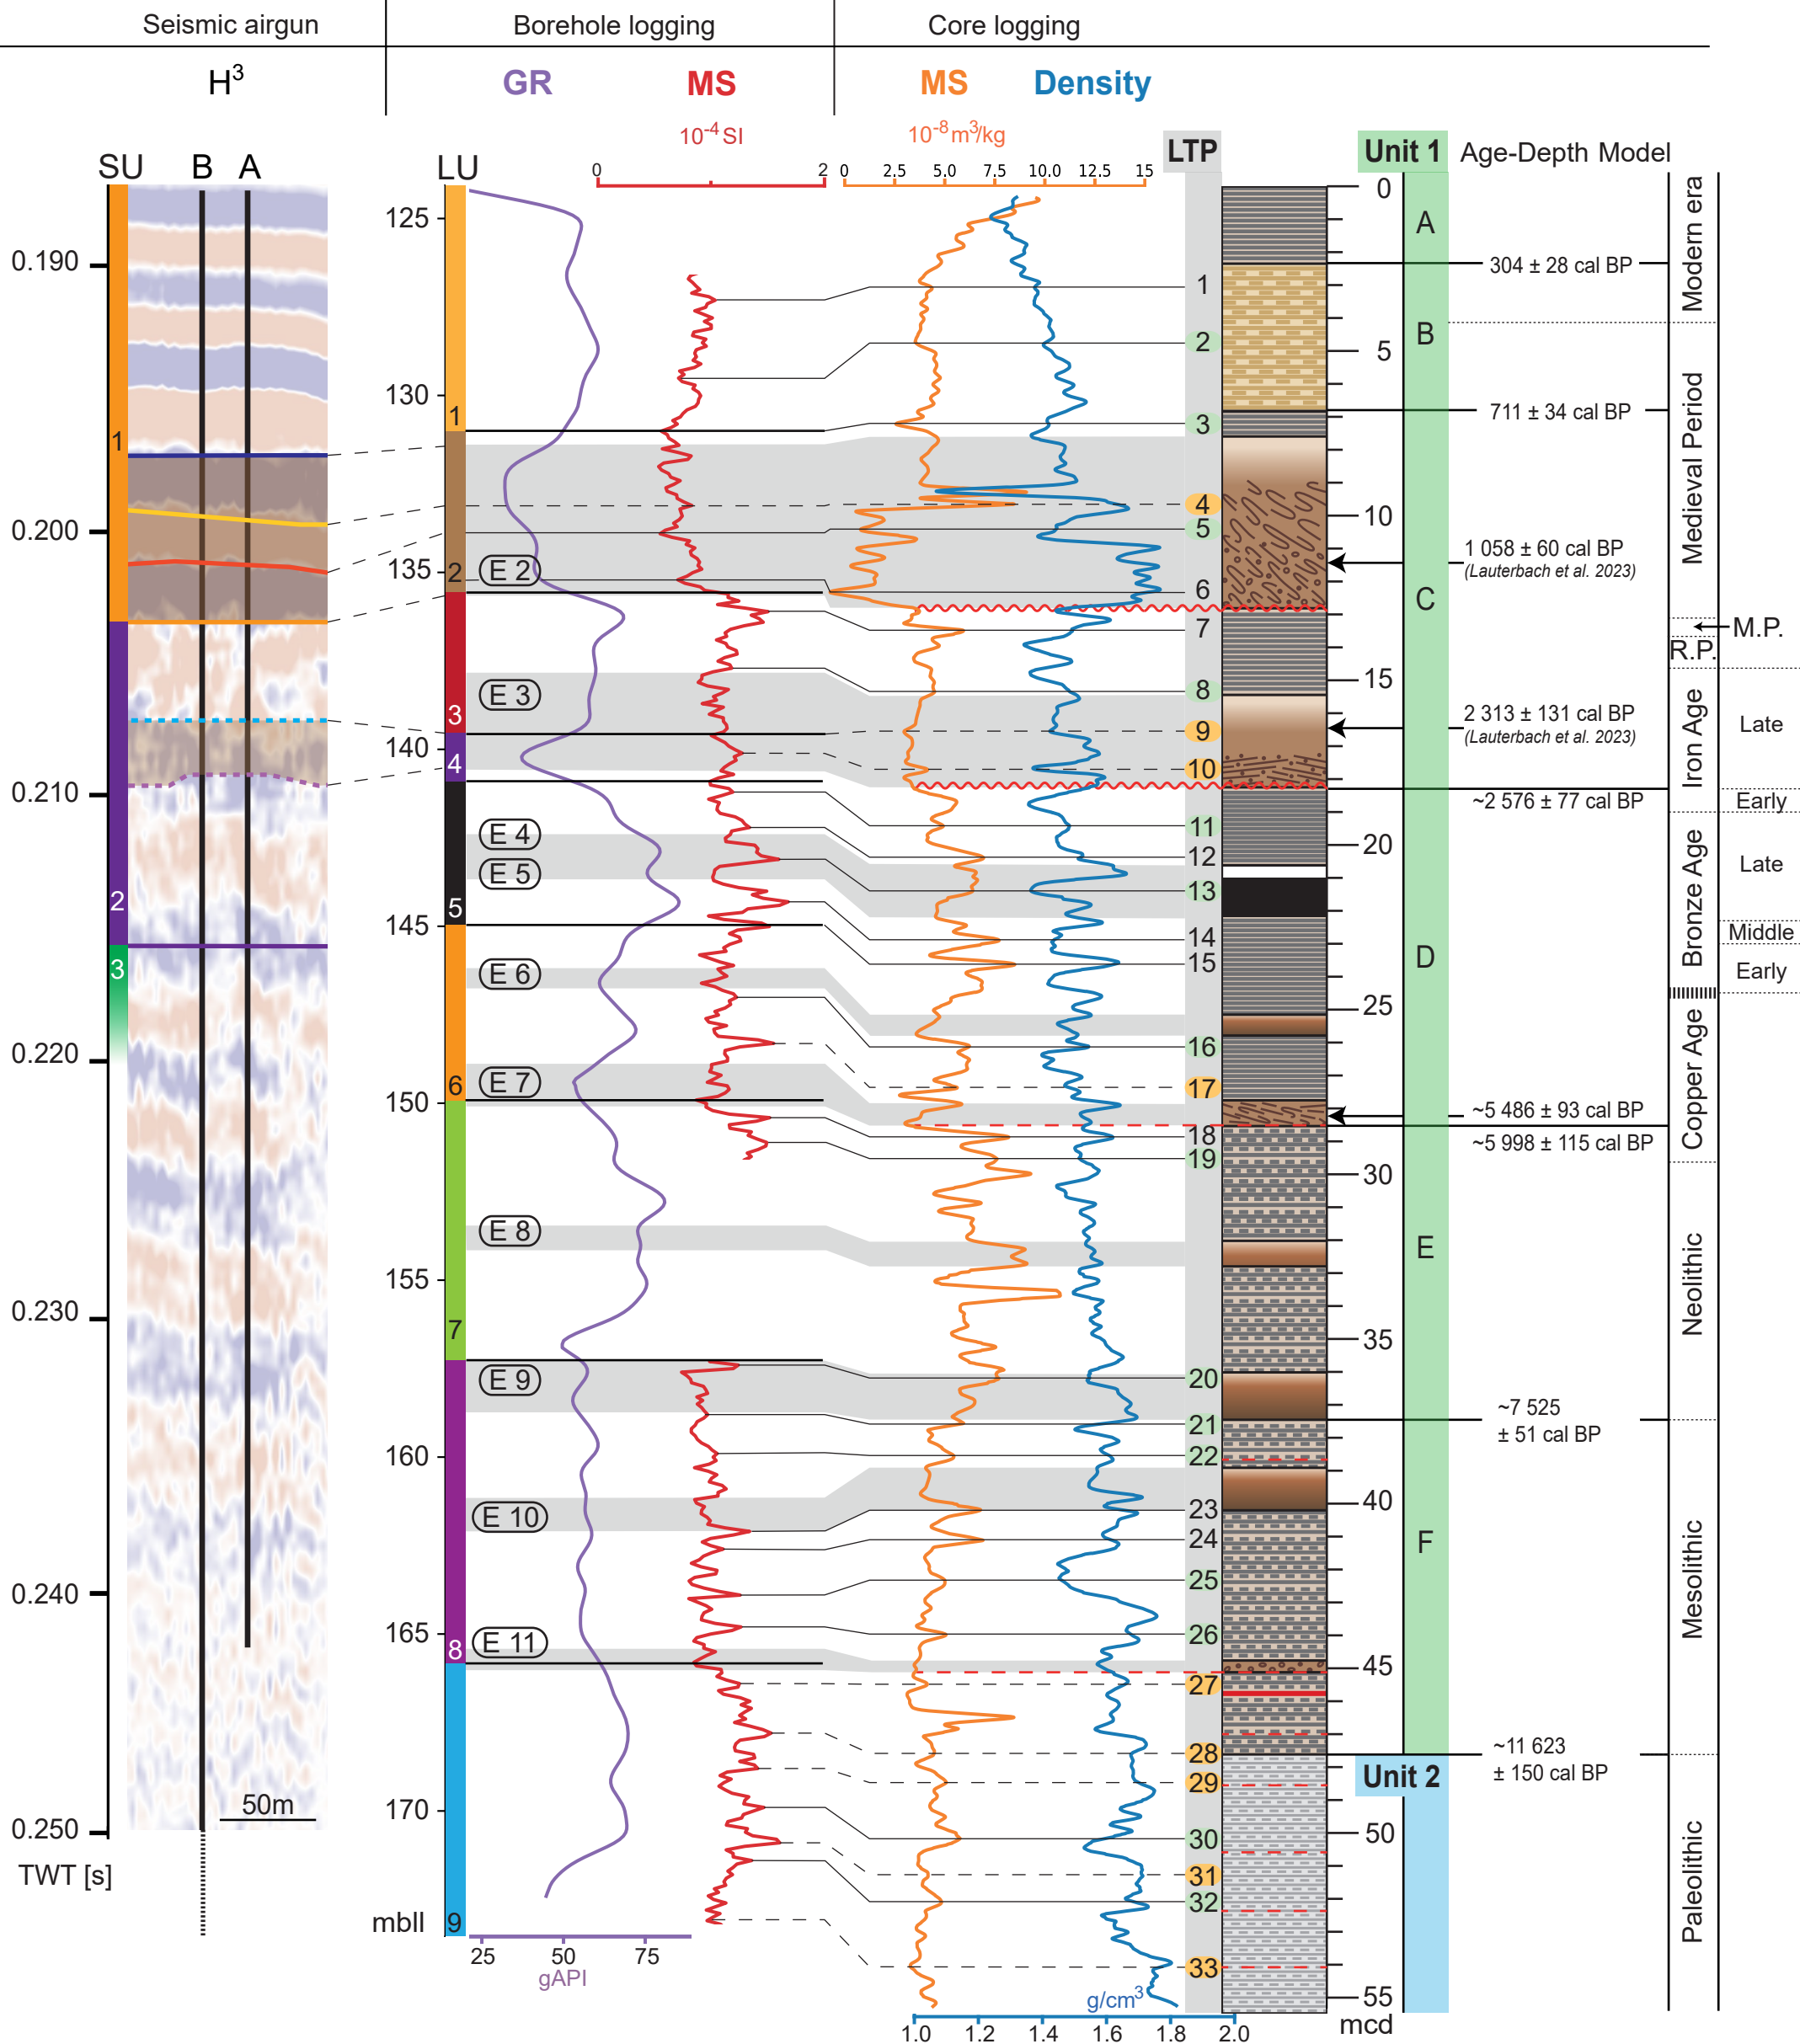 Seismic airgun
Borehole logging
Core logging
H³
GR
MS
MS
Density
10⁻⁴ SI
10⁻⁸ m³/kg
SU
B
A
LU
0
2
0
2.5
5.0
7.5
10.0
12.5
15
LTP
Unit 1
Age-Depth Model
0.190
0.200
0.210
0.220
0.230
0.240
0.250
TWT [s]
1
2
3
50m
125
130
135
140
145
150
155
160
165
170
mbll
1
2
3
4
5
6
7
8
9
E 2
E 3
E 4
E 5
E 6
E 7
E 8
E 9
E 10
E 11
25
50
75
gAPI
1
2
3
4
5
6
7
8
9
10
11
12
13
14
15
16
17
18
19
20
21
22
23
24
25
26
27
28
29
30
31
32
33
g/cm³
1.0
1.2
1.4
1.6
1.8
2.0
0
5
10
15
20
25
30
35
40
45
50
55
mcd
A
B
C
D
E
F
Unit 2
304 ± 28 cal BP
711 ± 34 cal BP
1 058 ± 60 cal BP
(Lauterbach et al. 2023)
2 313 ± 131 cal BP
(Lauterbach et al. 2023)
~2 576 ± 77 cal BP
~5 486 ± 93 cal BP
~5 998 ± 115 cal BP
~7 525
± 51 cal BP
~11 623
± 150 cal BP
Modern era
Medieval Period
M.P.
R.P.
Iron Age
Late
Early
Bronze Age
Late
Middle
Early
Copper Age
Neolithic
Mesolithic
Paleolithic